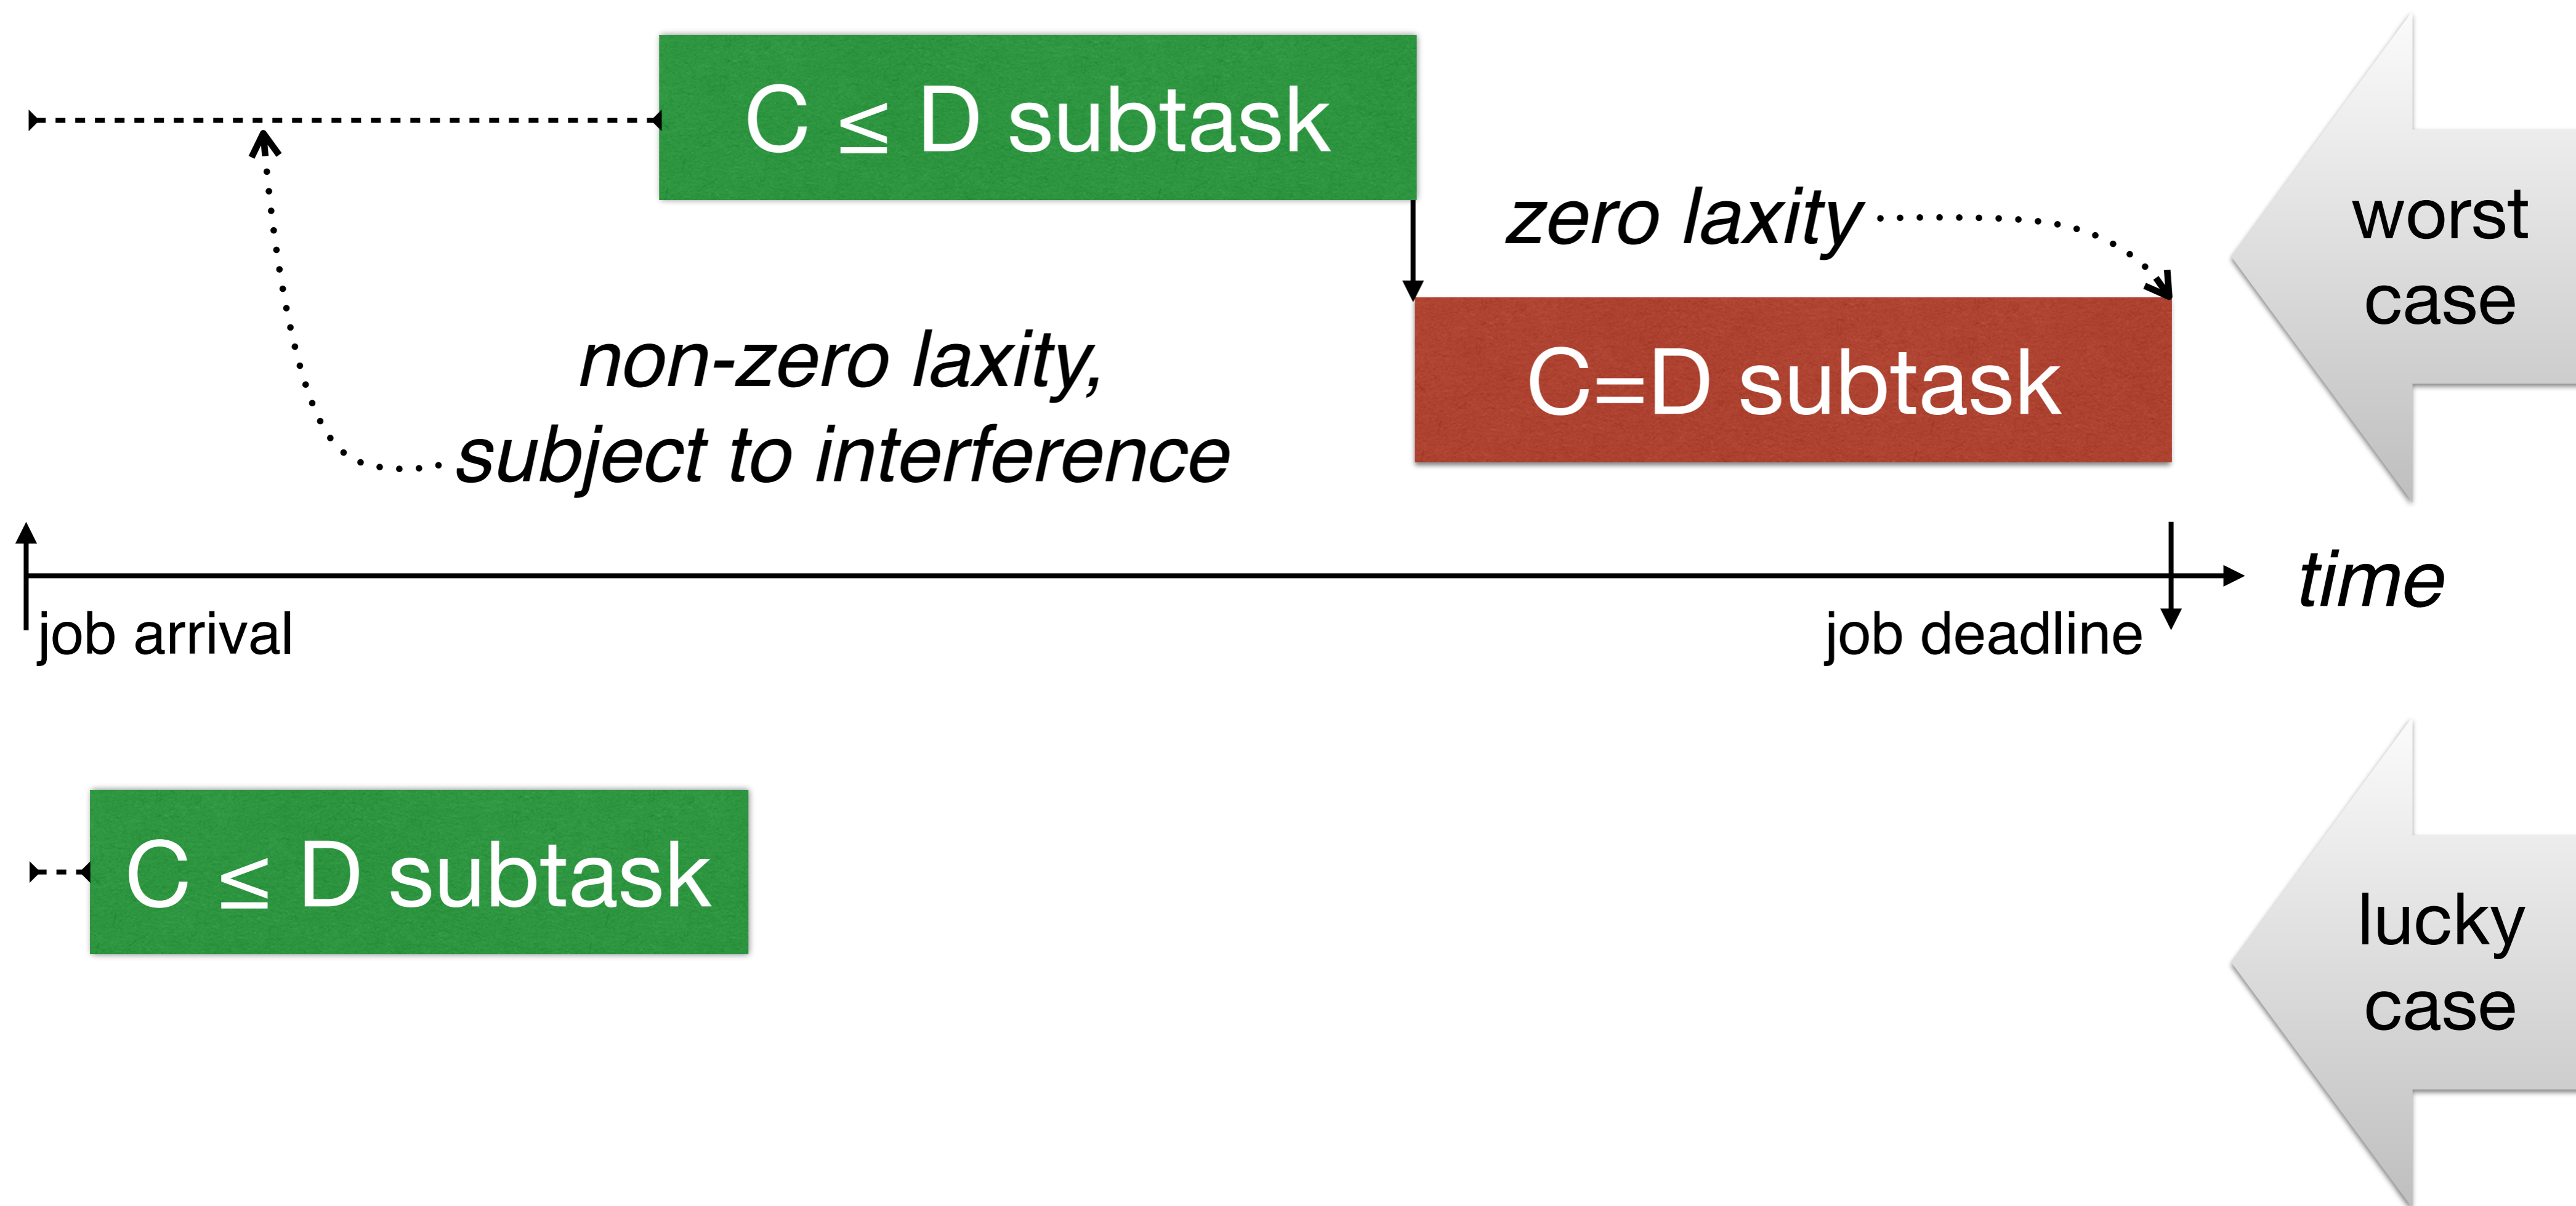 C ≤ D subtask
zero laxity
worst
case
non-zero laxity,
subject to interference
C=D subtask
time
job arrival
job deadline
C ≤ D subtask
lucky
case